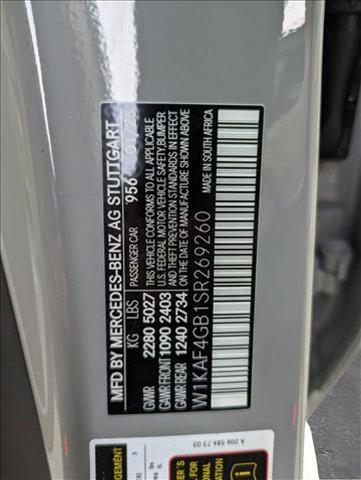 MFD BY MERCEDES-BENZ AG STUTTGART
PASSENGER CAR 956 01/25
KG LBS
GVWR 2280 5027
GAWR FRONT 1090 2403
GAWR REAR 1240 2734
THIS VEHICLE CONFORMS TO ALL APPLICABLE
U.S. FEDERAL MOTOR VEHICLE SAFETY,BUMPER
AND THEFT PREVENTION STANDARDS IN EFFECT
ON THE DATE OF MANUFACTURE SHOWN ABOVE
W1KAF4GB1SR269260
MADE IN SOUTH AFRICA
A 006 584 73 03